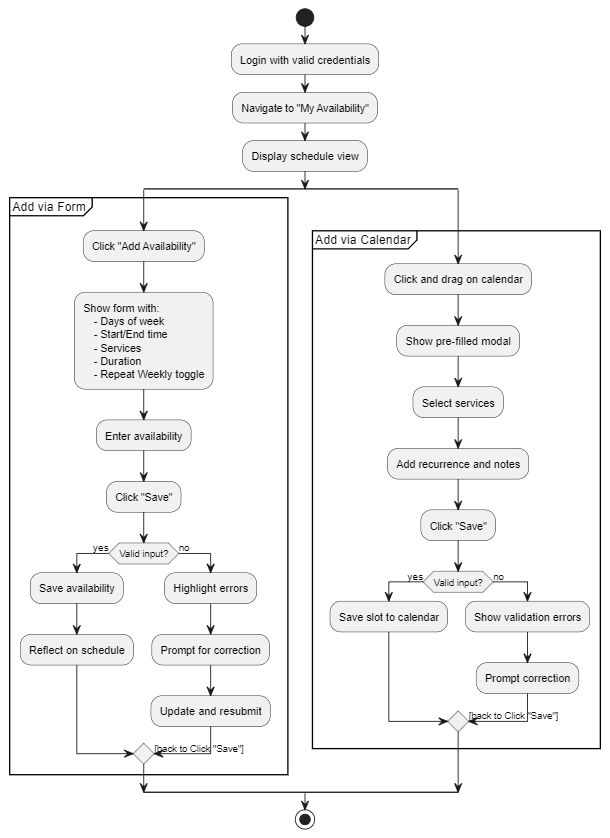 Login with valid credentials
Navigate to "My Availability"
Display schedule view
Add via Form
Click "Add Availability"
Show form with:
- Days of week
- Start/End time
- Services
- Duration
- Repeat Weekly toggle
Enter availability
Click "Save"
yes
Valid input?
no
Save availability
Highlight errors
Reflect on schedule
Prompt for correction
Update and resubmit
[back to Click "Save"]
Add via Calendar
Click and drag on calendar
Show pre-filled modal
Select services
Add recurrence and notes
Click "Save"
yes
Valid input?
no
Save slot to calendar
Show validation errors
Prompt correction
[back to Click "Save"]